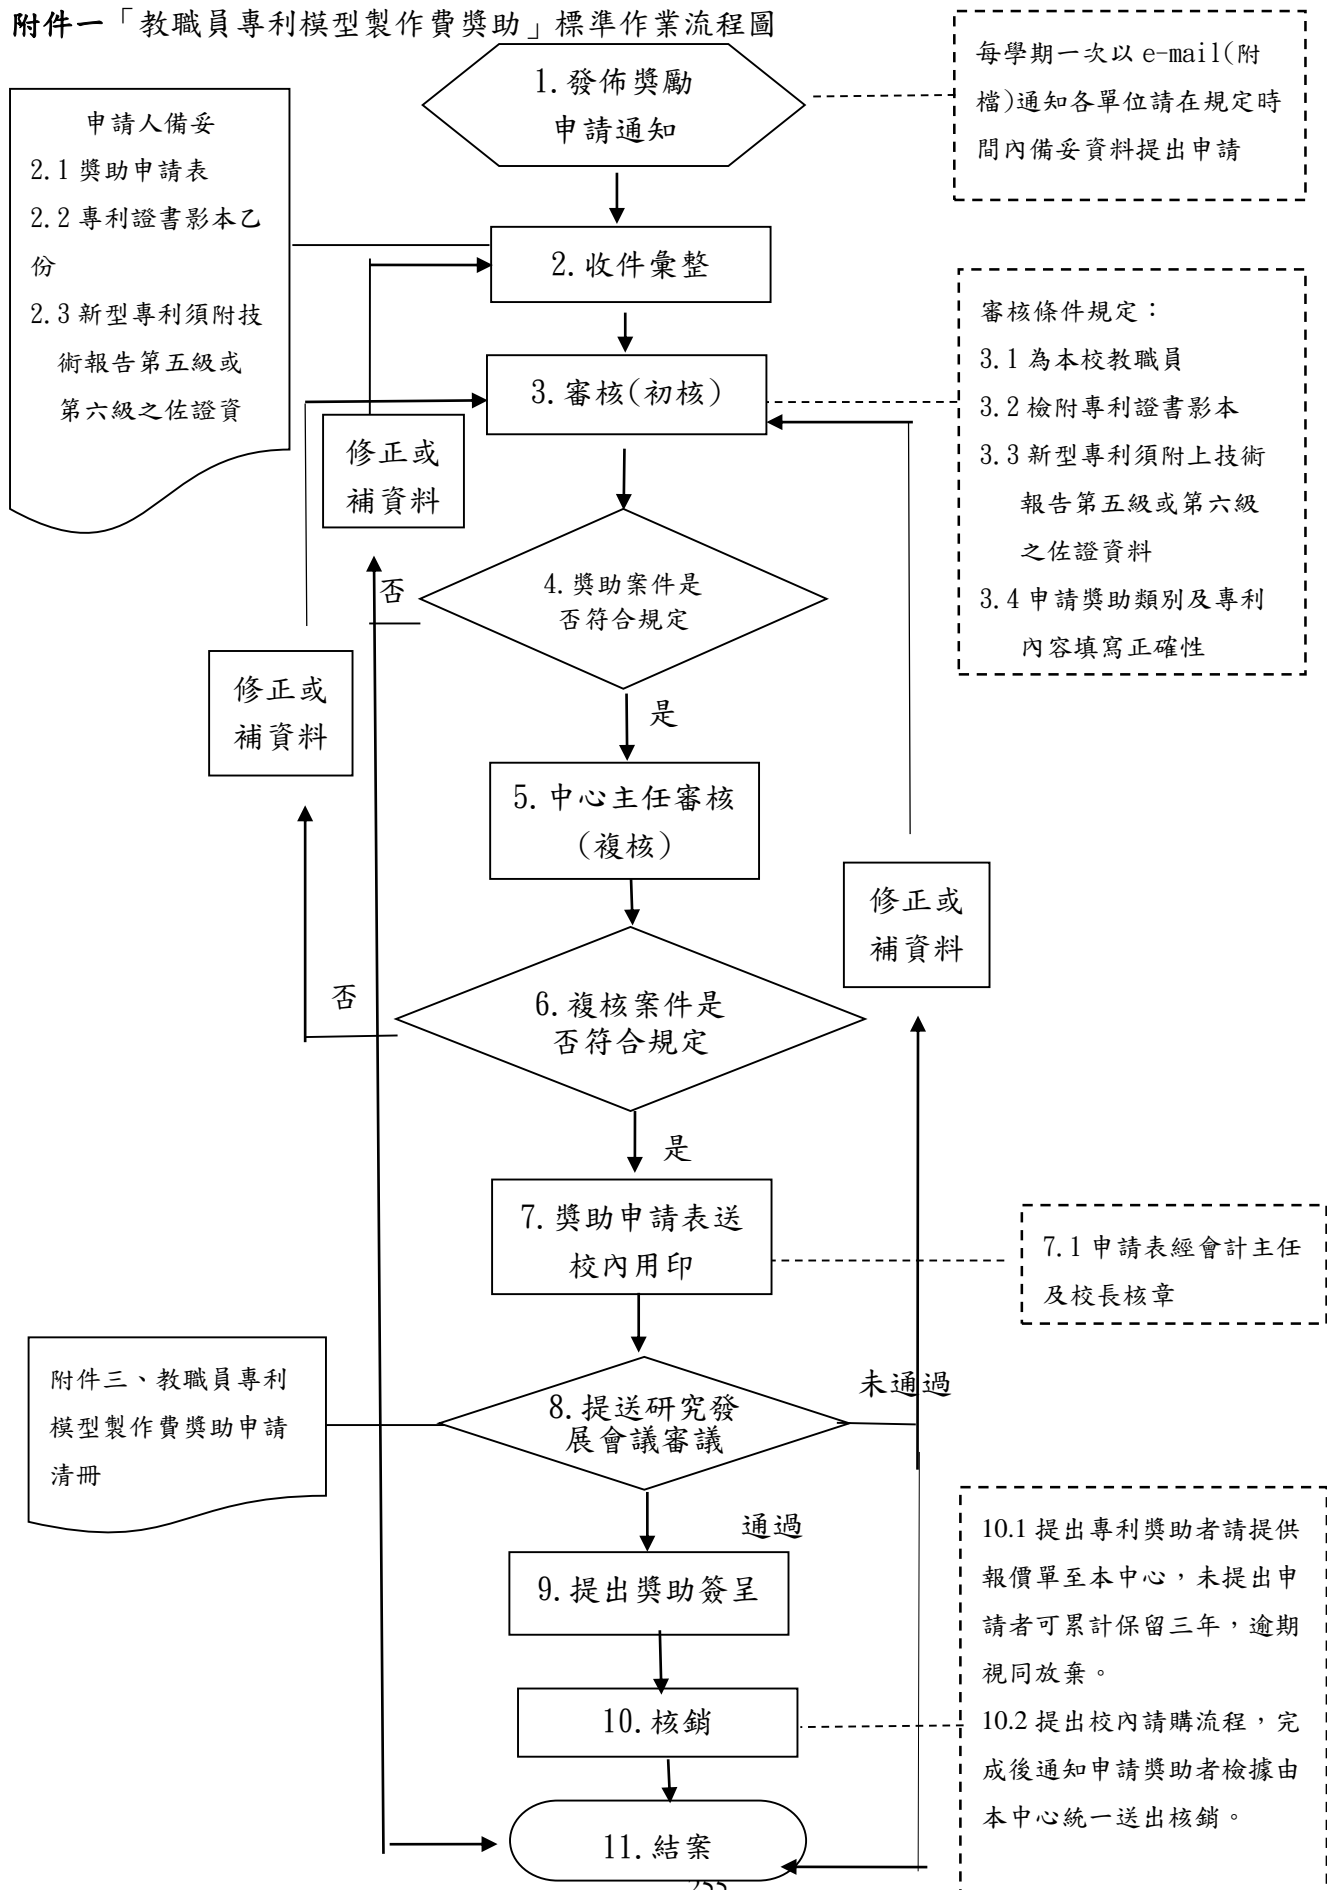 附件一「教職員專利模型製作費獎助」標準作業流程圖
1.發佈獎勵
申請通知
每學期一次以 e-mail(附
檔)通知各單位請在規定時
間內備妥資料提出申請
申請人備妥
2.1 獎助申請表
2.2 專利證書影本乙
份
2.3 新型專利須附技
術報告第五級或
第六級之佐證資
2.收件彙整
3.審核(初核)
審核條件規定：
3.1 為本校教職員
3.2 檢附專利證書影本
3.3 新型專利須附上技術
報告第五級或第六級
之佐證資料
3.4 申請獎助類別及專利
內容填寫正確性
修正或
補資料
否
4.獎助案件是
否符合規定
是
修正或
補資料
5.中心主任審核
(複核)
修正或
補資料
否
6.複核案件是
否符合規定
是
7.獎助申請表送
校內用印
7.1 申請表經會計主任
及校長核章
附件三、教職員專利
模型製作費獎助申請
清冊
8.提送研究發
展會議審議
未通過
通過
9.提出獎助簽呈
10.核銷
10.1 提出專利獎助者請提供
報價單至本中心，未提出申
請者可累計保留三年，逾期
視同放棄。
10.2 提出校內請購流程，完
成後通知申請獎助者檢據由
本中心統一送出核銷。
11.結案